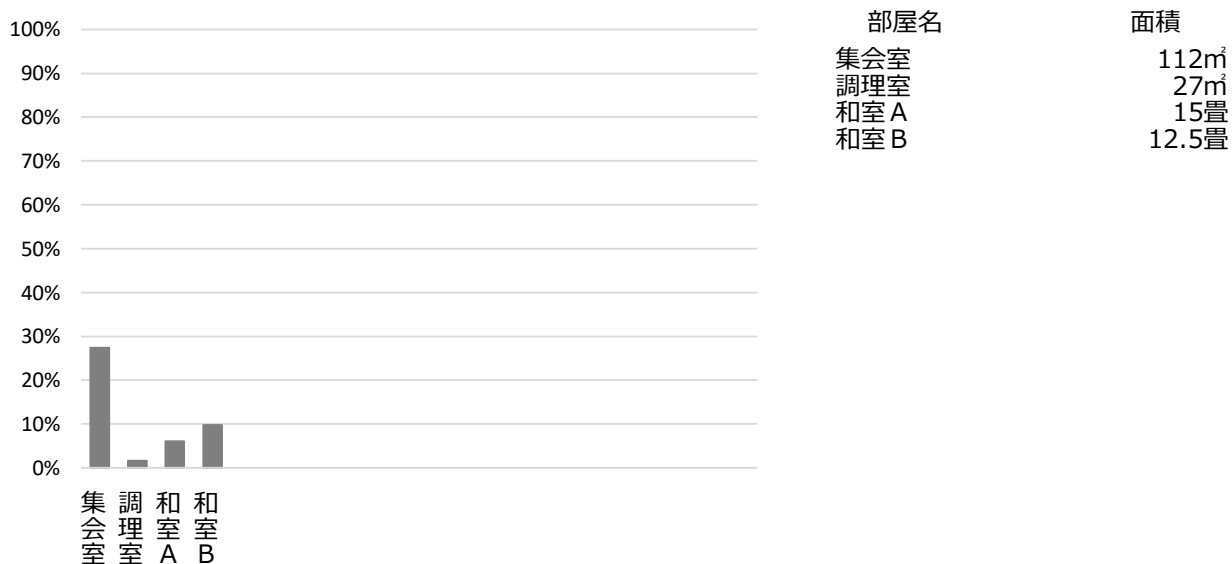 100%
90%
80%
70%
60%
50%
40%
30%
20%
10%
0%
集会室
調理室
和室A
和室B
部屋名 面積
集会室 112㎡
調理室 27㎡
和室A 15畳
和室B 12.5畳